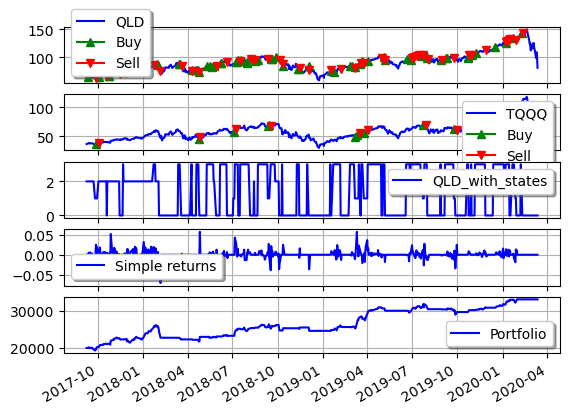 150
100
QLD
Buy
Sell
100
50
TQQQ
Buy
Sell
2
0
QLD_with_states
0.05
0.00
−0.05
Simple returns
30000
20000
Portfolio
2017-10
2018-01
2018-04
2018-07
2018-10
2019-01
2019-04
2019-07
2019-10
2020-01
2020-04